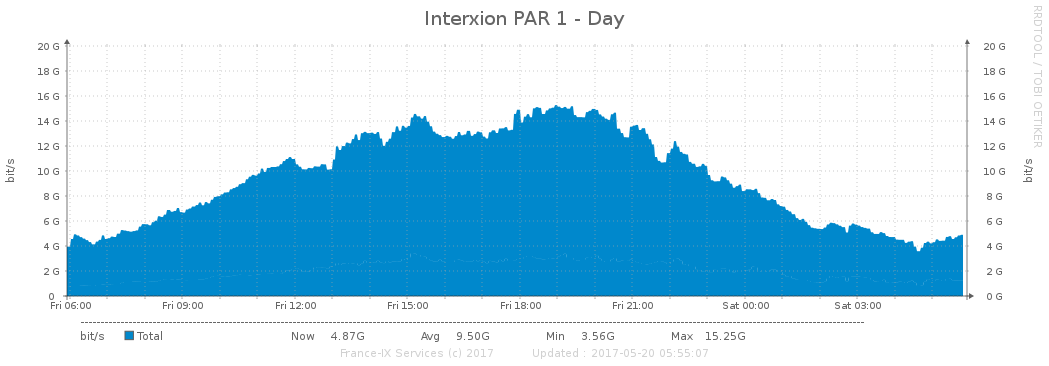 Interxion PAR 1 - Day
RRDTOOL / TOBI OETIKER
20 G 20 G
18 G 18 G
16 G 16 G
14 G 14 G
12 G 12 G
10 G 10 G
8 G 8 G
6 G 6 G
4 G 4 G
2 G 2 G
0 0 G
bit/s
bit/s
Fri 06:00 Fri 09:00 Fri 12:00 Fri 15:00 Fri 18:00 Fri 21:00 Sat 00:00 Sat 03:00
bit/s Total Now 4.87G Avg 9.50G Min 3.56G Max 15.25G
France-IX Services (c) 2017 Updated : 2017-05-20 05:55:07